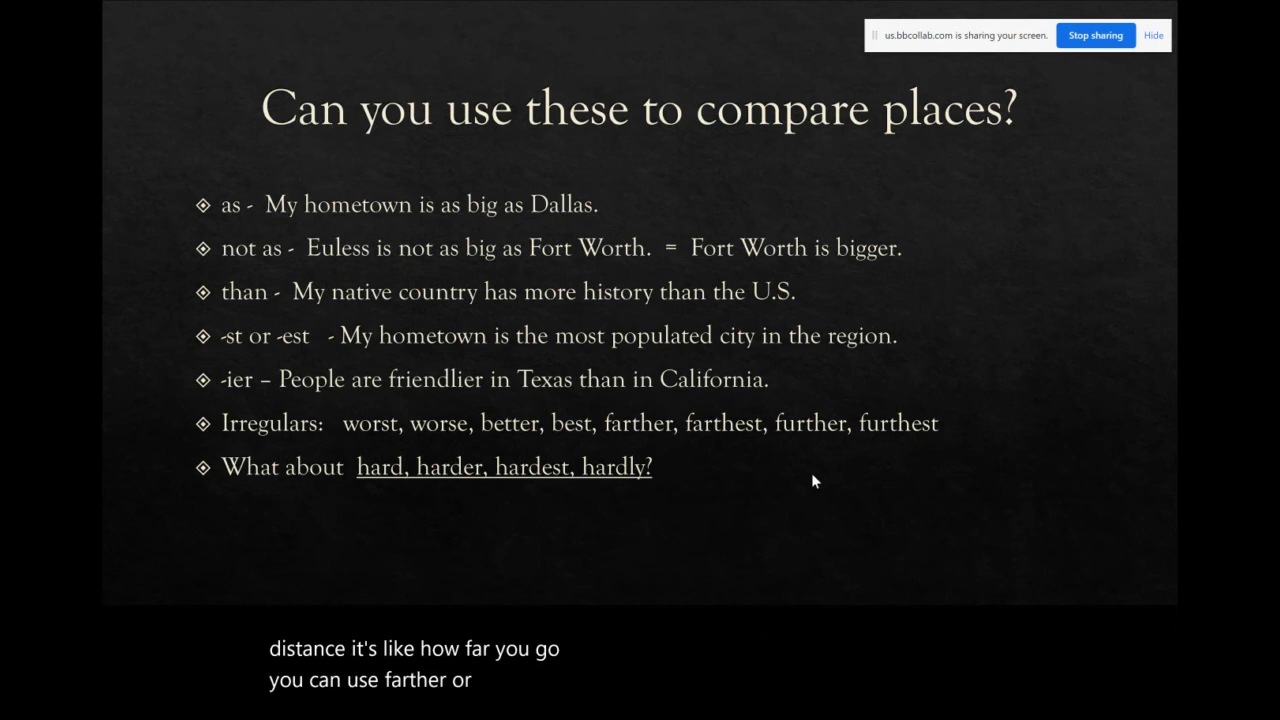 us.bbcollab.com is sharing your screen. Stop sharing Hide
Can you use these to compare places?
as - My hometown is as big as Dallas.
not as - Euless is not as big as Fort Worth. = Fort Worth is bigger.
than - My native country has more history than the U.S.
-st or -est - My hometown is the most populated city in the region.
-ier – People are friendlier in Texas than in California.
Irregulars: worst, worse, better, best, farther, farthest, further, furthest
What about hard, harder, hardest, hardly?
distance it's like how far you go
you can use farther or